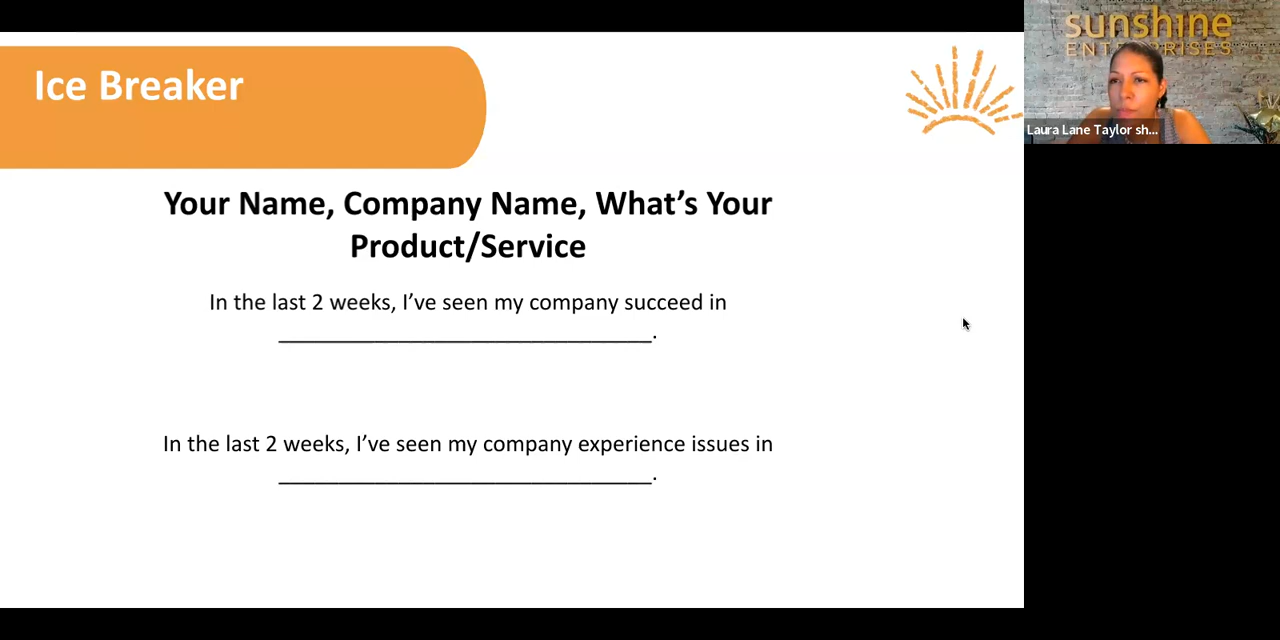 Ice Breaker
Your Name, Company Name, What’s Your
Product/Service
In the last 2 weeks, I’ve seen my company succeed in
_______________________________.
In the last 2 weeks, I’ve seen my company experience issues in
_______________________________.
sunshine
ENTERPRISES
Laura Lane Taylor sh...